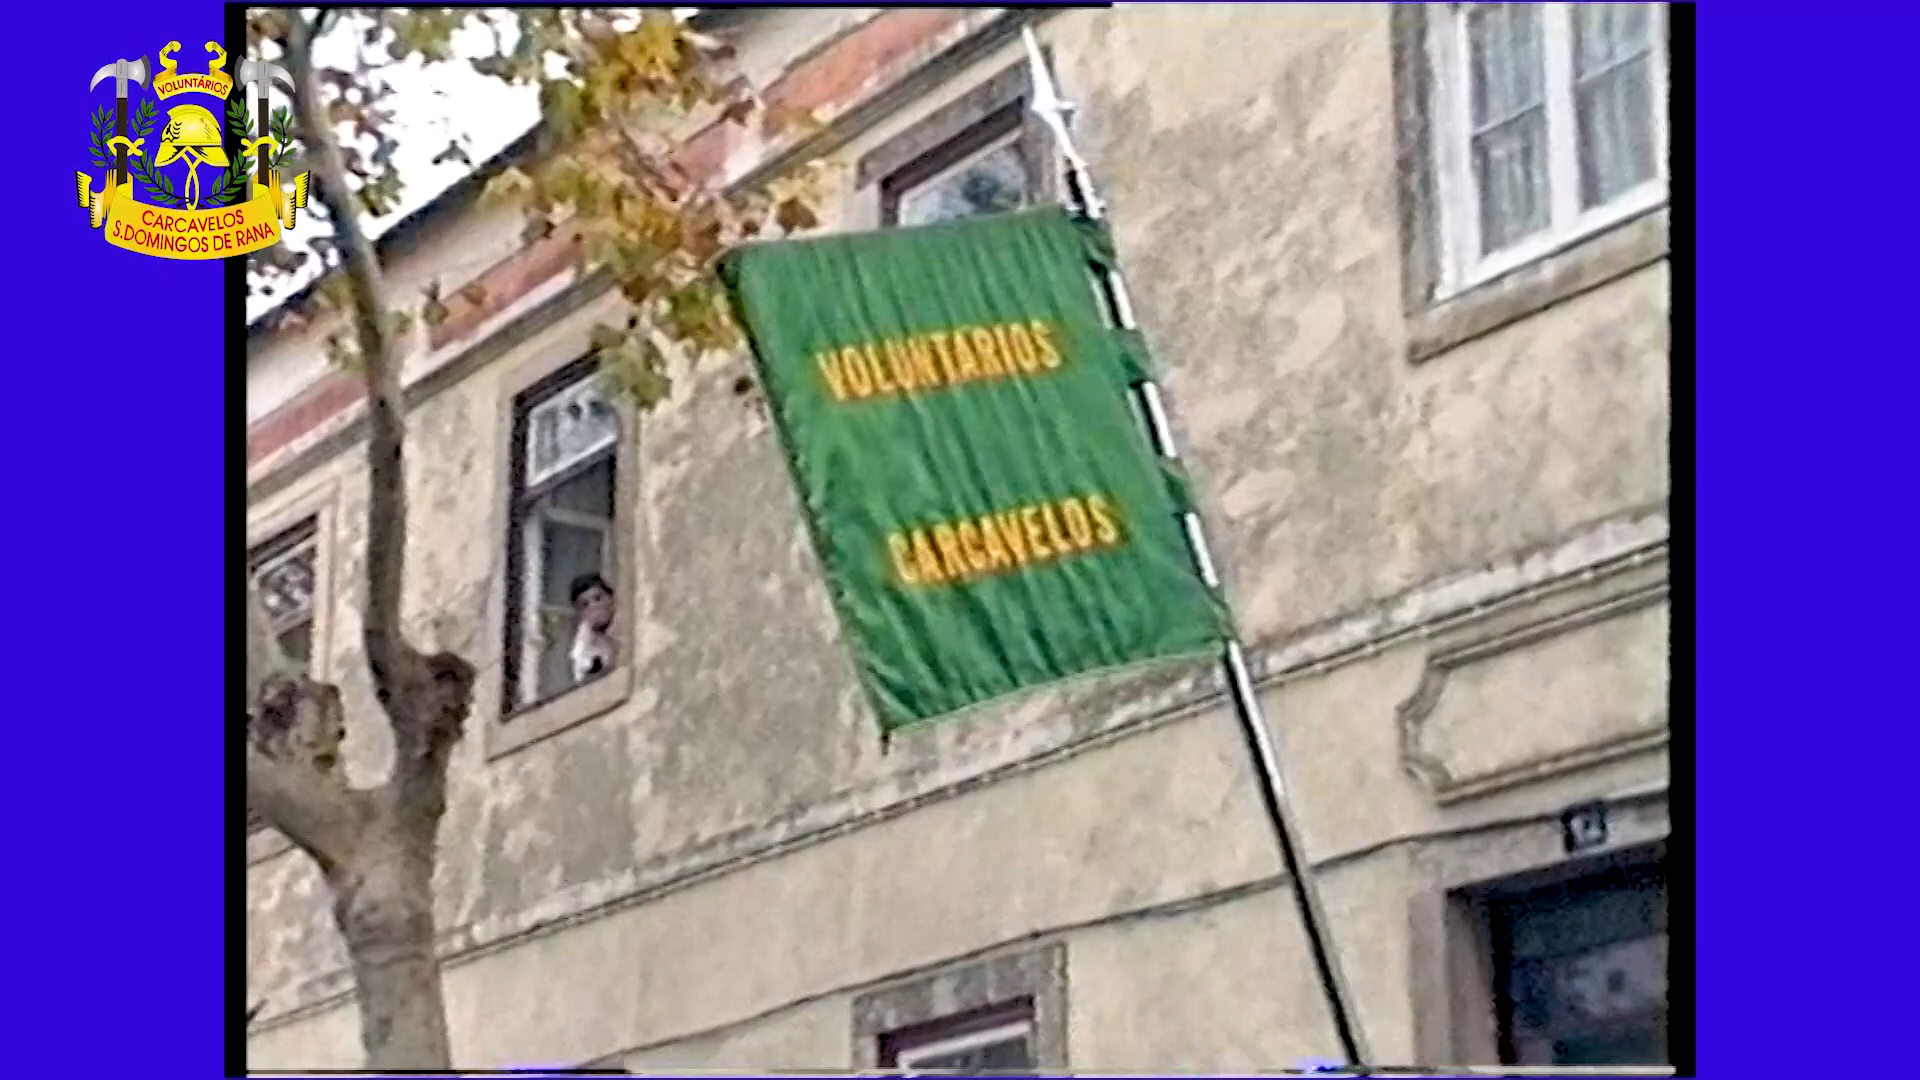 VOLUNTÁRIOS
CARCAVELOS
S.DOMINGOS DE RANA
VOLUNTARIOS
CARCAVELOS